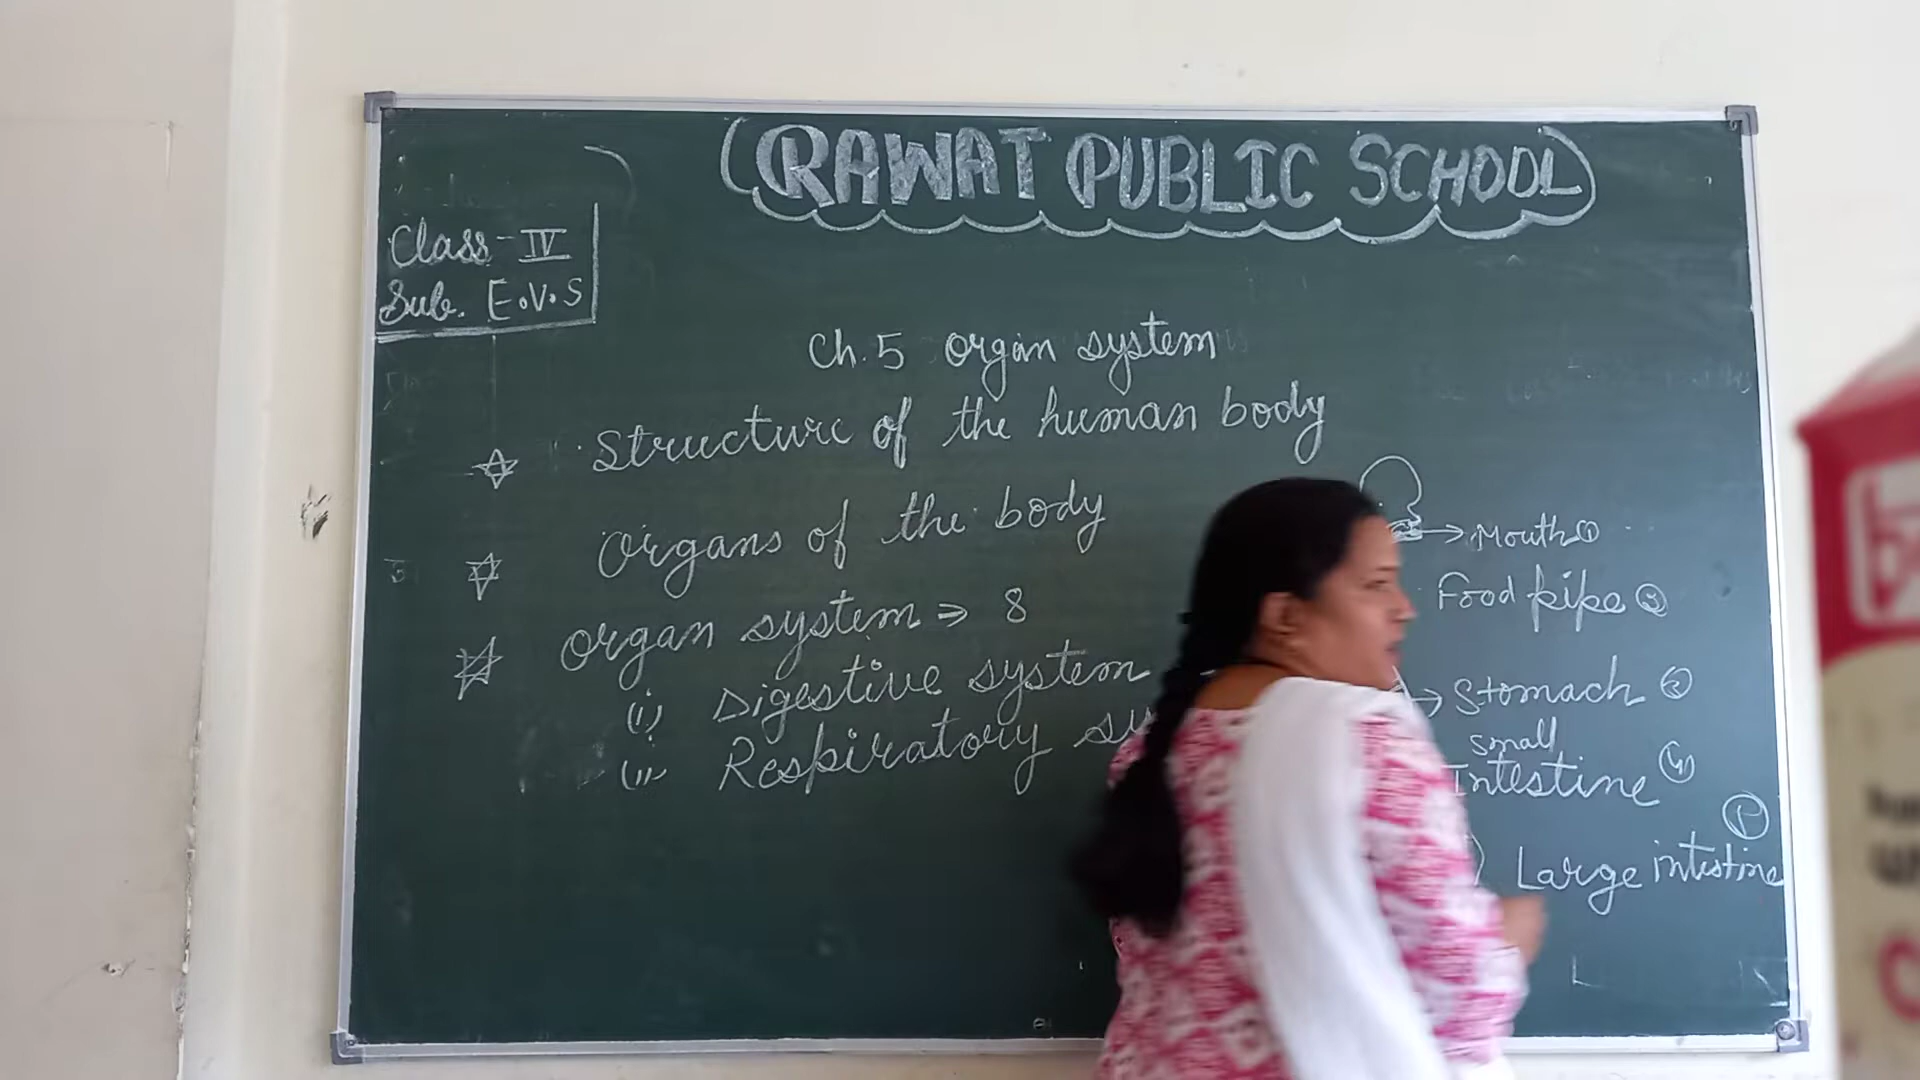 RAWAT PUBLIC SCHOOL
Class - IV
Sub. E.V.S
Ch. 5 Organ system
Structure of the human body
Organs of the body
Organ system ⇒ 8
(i) Digestive system
(ii) Respiratory sy
→ Mouth ①
Food pipe ②
→ Stomach ③
Small
Intestine ④
Large intestine